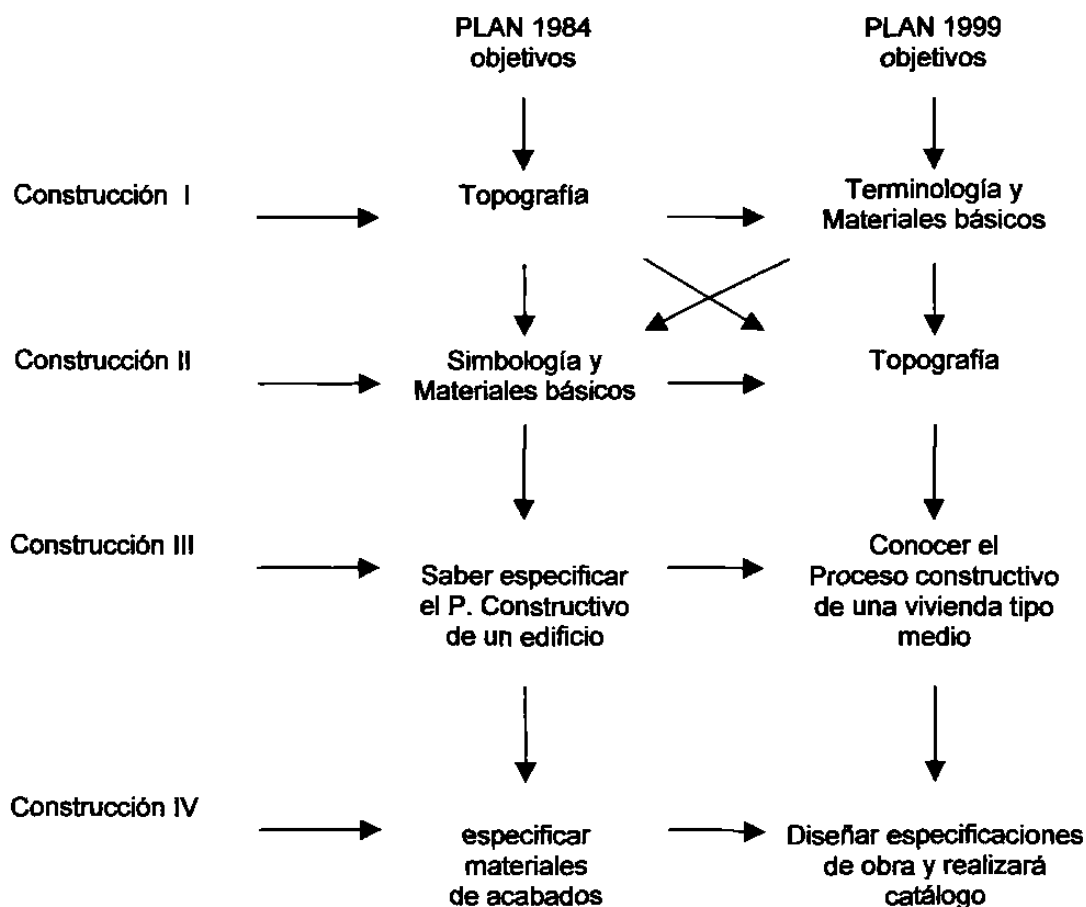 PLAN 1984
objetivos
PLAN 1999
objetivos
Construcción I
Topografía
Terminología y
Materiales básicos
Construcción II
Simbología y
Materiales básicos
Topografía
Construcción III
Saber especificar
el P. Constructivo
de un edificio
Conocer el
Proceso constructivo
de una vivienda tipo
medio
Construcción IV
especificar
materiales
de acabados
Diseñar especificaciones
de obra y realizará
catálogo